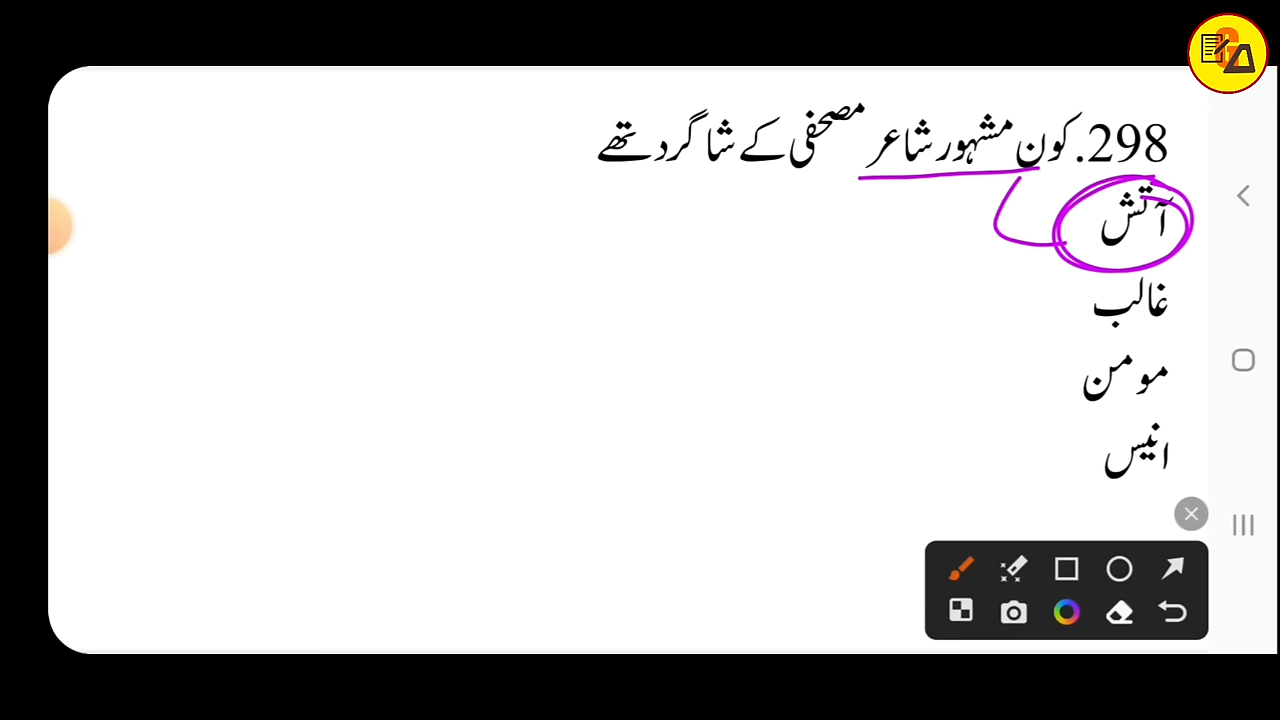 298. کون مشہور شاعر مصحفی کے شاگرد تھے
آتش
غالب
مومن
انیس